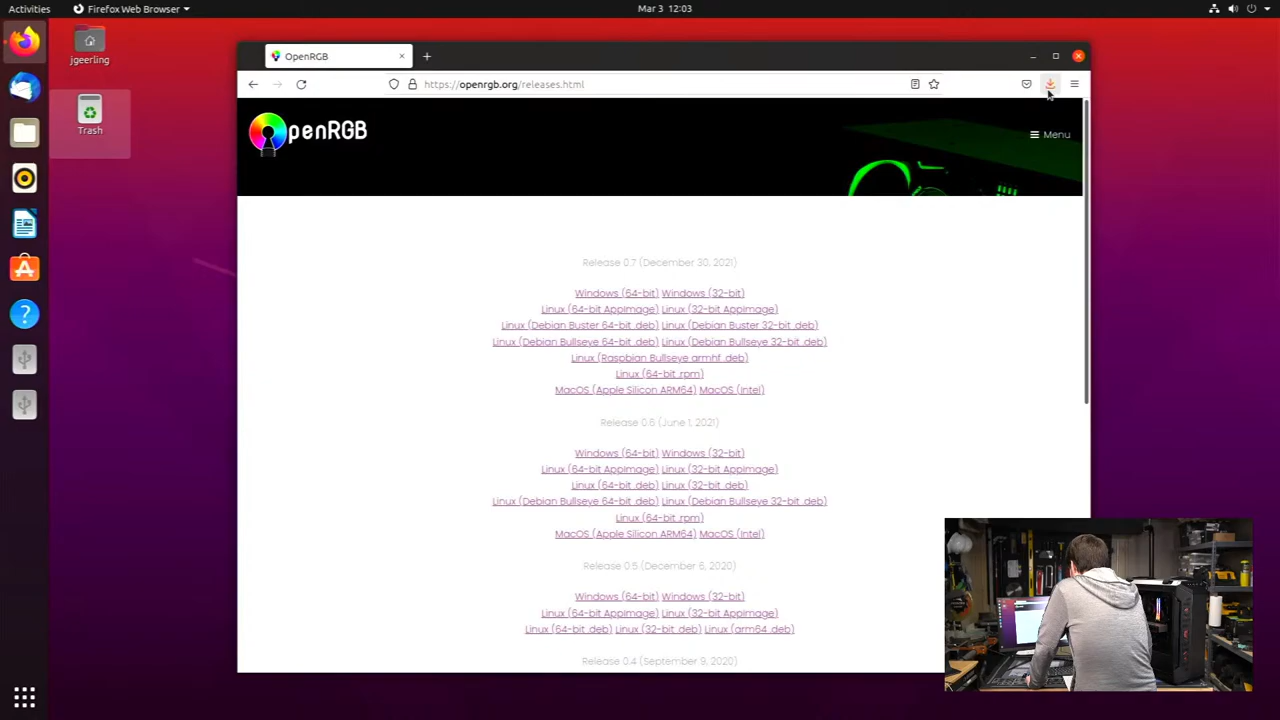 Activities
Firefox Web Browser
Mar 3 12:03
jgeerling
Trash
OpenRGB
https://openrgb.org/releases.html
OpenRGB
Menu
Release 0.7 (December 30, 2021)
Windows (64-bit) Windows (32-bit)
Linux (64-bit AppImage) Linux (32-bit AppImage)
Linux (Debian Buster 64-bit .deb) Linux (Debian Buster 32-bit .deb)
Linux (Debian Bullseye 64-bit .deb) Linux (Debian Bullseye 32-bit .deb)
Linux (Raspbian Bullseye armhf .deb)
Linux (64-bit .rpm)
MacOS (Apple Silicon ARM64) MacOS (Intel)
Release 0.6 (June 1, 2021)
Windows (64-bit) Windows (32-bit)
Linux (64-bit AppImage) Linux (32-bit AppImage)
Linux (64-bit .deb) Linux (32-bit .deb)
Linux (Debian Bullseye 64-bit .deb) Linux (Debian Bullseye 32-bit .deb)
Linux (64-bit .rpm)
MacOS (Apple Silicon ARM64) MacOS (Intel)
Release 0.5 (December 6, 2020)
Windows (64-bit) Windows (32-bit)
Linux (64-bit AppImage) Linux (32-bit AppImage)
Linux (64-bit .deb) Linux (32-bit .deb) Linux (arm64 .deb)
Release 0.4 (September 9, 2020)